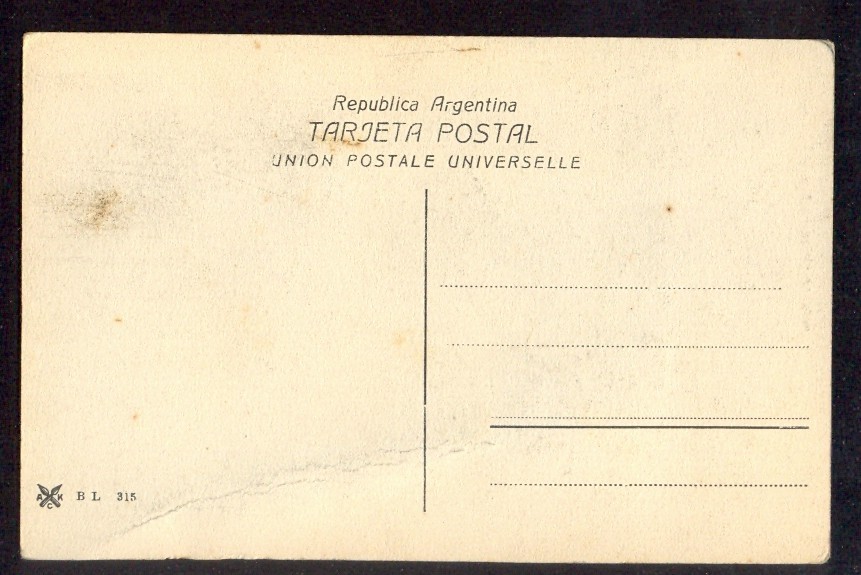 Republica Argentina
TARJETA POSTAL
UNION POSTALE UNIVERSELLE
A K
C
B L 315